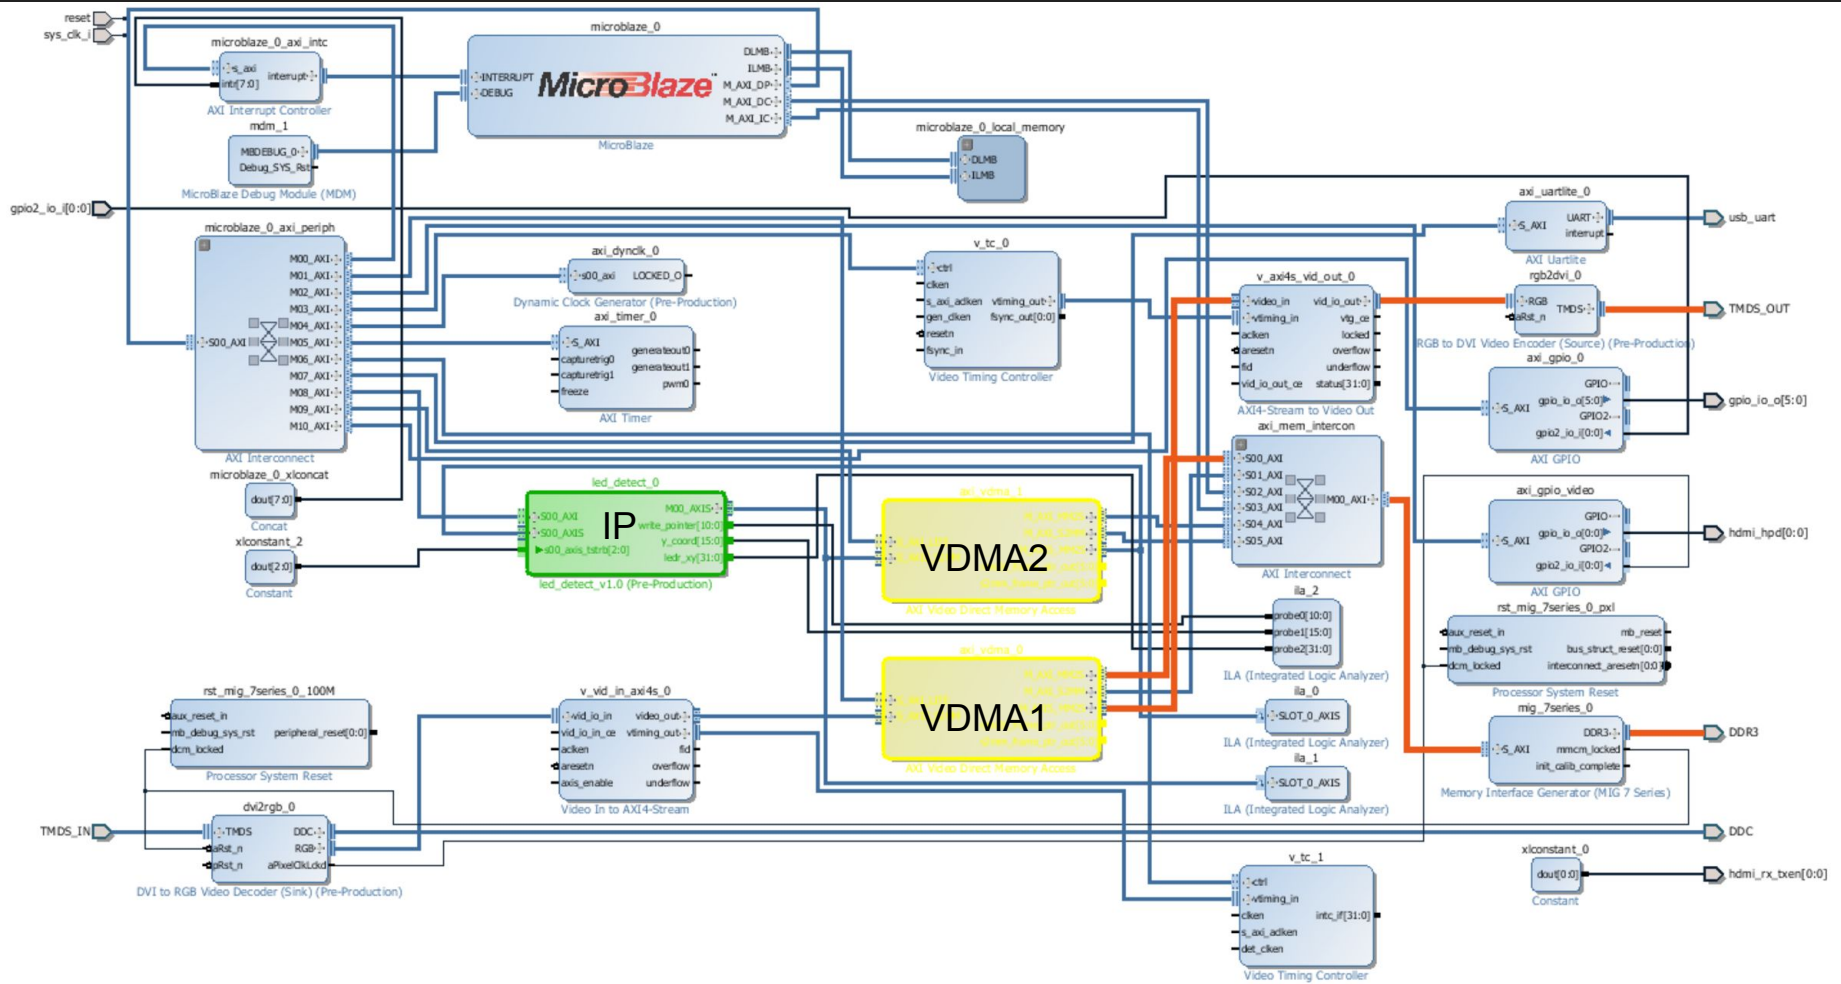 reset
sys_clk_i
microblaze_0_axi_intc
s_axi
intr[7:0]
interrupt
AXI Interrupt Controller
mdm_1
MBDEBUG_0
Debug_SYS_Rst
MicroBlaze Debug Module (MDM)
microblaze_0
INTERRUPT
DEBUG
MicroBlaze
DLMB
ILMB
M_AXI_DP
M_AXI_DC
M_AXI_IC
MicroBlaze
microblaze_0_local_memory
DLMB
ILMB
gpio2_io_i[0:0]
microblaze_0_axi_periph
S00_AXI
M00_AXI
M01_AXI
M02_AXI
M03_AXI
M04_AXI
M05_AXI
M06_AXI
M07_AXI
M08_AXI
M09_AXI
M10_AXI
AXI Interconnect
axi_dynclk_0
s00_axi
LOCKED_O
Dynamic Clock Generator (Pre-Production)
axi_timer_0
S_AXI
capturetrig0
capturetrig1
freeze
generateout0
generateout1
pwm0
AXI Timer
v_tc_0
ctrl
clken
s_axi_aclken
gen_clken
resetn
fsync_in
vtiming_out
fsync_out[0:0]
Video Timing Controller
v_axi4s_vid_out_0
video_in
vtiming_in
aclken
aresetn
fid
vid_io_out_ce
vid_io_out
vtg_ce
locked
overflow
underflow
status[31:0]
AXI4-Stream to Video Out
axi_uartlite_0
S_AXI
UART
interrupt
AXI Uartlite
usb_uart
rgb2dvi_0
RGB
aRst_n
TMDS
RGB to DVI Video Encoder (Source) (Pre-Production)
TMDS_OUT
axi_gpio_0
S_AXI
GPIO
gpio_io_o[5:0]
GPIO2
gpio2_io_i[0:0]
AXI GPIO
gpio_io_o[5:0]
axi_mem_intercon
S00_AXI
S01_AXI
S02_AXI
S03_AXI
S04_AXI
S05_AXI
M00_AXI
AXI Interconnect
microblaze_0_xlconcat
dout[7:0]
Concat
xlconstant_2
dout[2:0]
Constant
led_detect_0
S00_AXI
S00_AXIS
s00_axis_tstrb[2:0]
IP
M00_AXIS
write_pointer[10:0]
y_coord[15:0]
ledr_xy[31:0]
led_detect_v1.0 (Pre-Production)
axi_vdma_1
VDMA2
AXI Video Direct Memory Access
axi_vdma_0
VDMA1
AXI Video Direct Memory Access
axi_gpio_video
S_AXI
GPIO
gpio_io_o[0:0]
GPIO2
gpio2_io_i[0:0]
AXI GPIO
hdmi_hpd[0:0]
ila_2
probe0[10:0]
probe1[15:0]
probe2[31:0]
ILA (Integrated Logic Analyzer)
rst_mig_7series_0_pxl
aux_reset_in
mb_debug_sys_rst
dcm_locked
mb_reset
bus_struct_reset[0:0]
interconnect_aresetn[0:0]
Processor System Reset
rst_mig_7series_0_100M
aux_reset_in
mb_debug_sys_rst
dcm_locked
peripheral_reset[0:0]
Processor System Reset
v_vid_in_axi4s_0
vid_io_in
vid_io_in_ce
aclken
aresetn
axis_enable
video_out
vtiming_out
fid
overflow
underflow
Video In to AXI4-Stream
ila_0
SLOT_0_AXIS
ILA (Integrated Logic Analyzer)
ila_1
SLOT_0_AXIS
ILA (Integrated Logic Analyzer)
mig_7series_0
S_AXI
DDR3
mmcm_locked
init_calib_complete
Memory Interface Generator (MIG 7 Series)
DDR3
TMDS_IN
dvi2rgb_0
TMDS
aRst_n
pRst_n
DDC
RGB
aPixelClkLckd
DVI to RGB Video Decoder (Sink) (Pre-Production)
DDC
v_tc_1
ctrl
vtiming_in
clken
s_axi_aclken
det_clken
intc_if[31:0]
Video Timing Controller
xlconstant_0
dout[0:0]
Constant
hdmi_rx_txen[0:0]